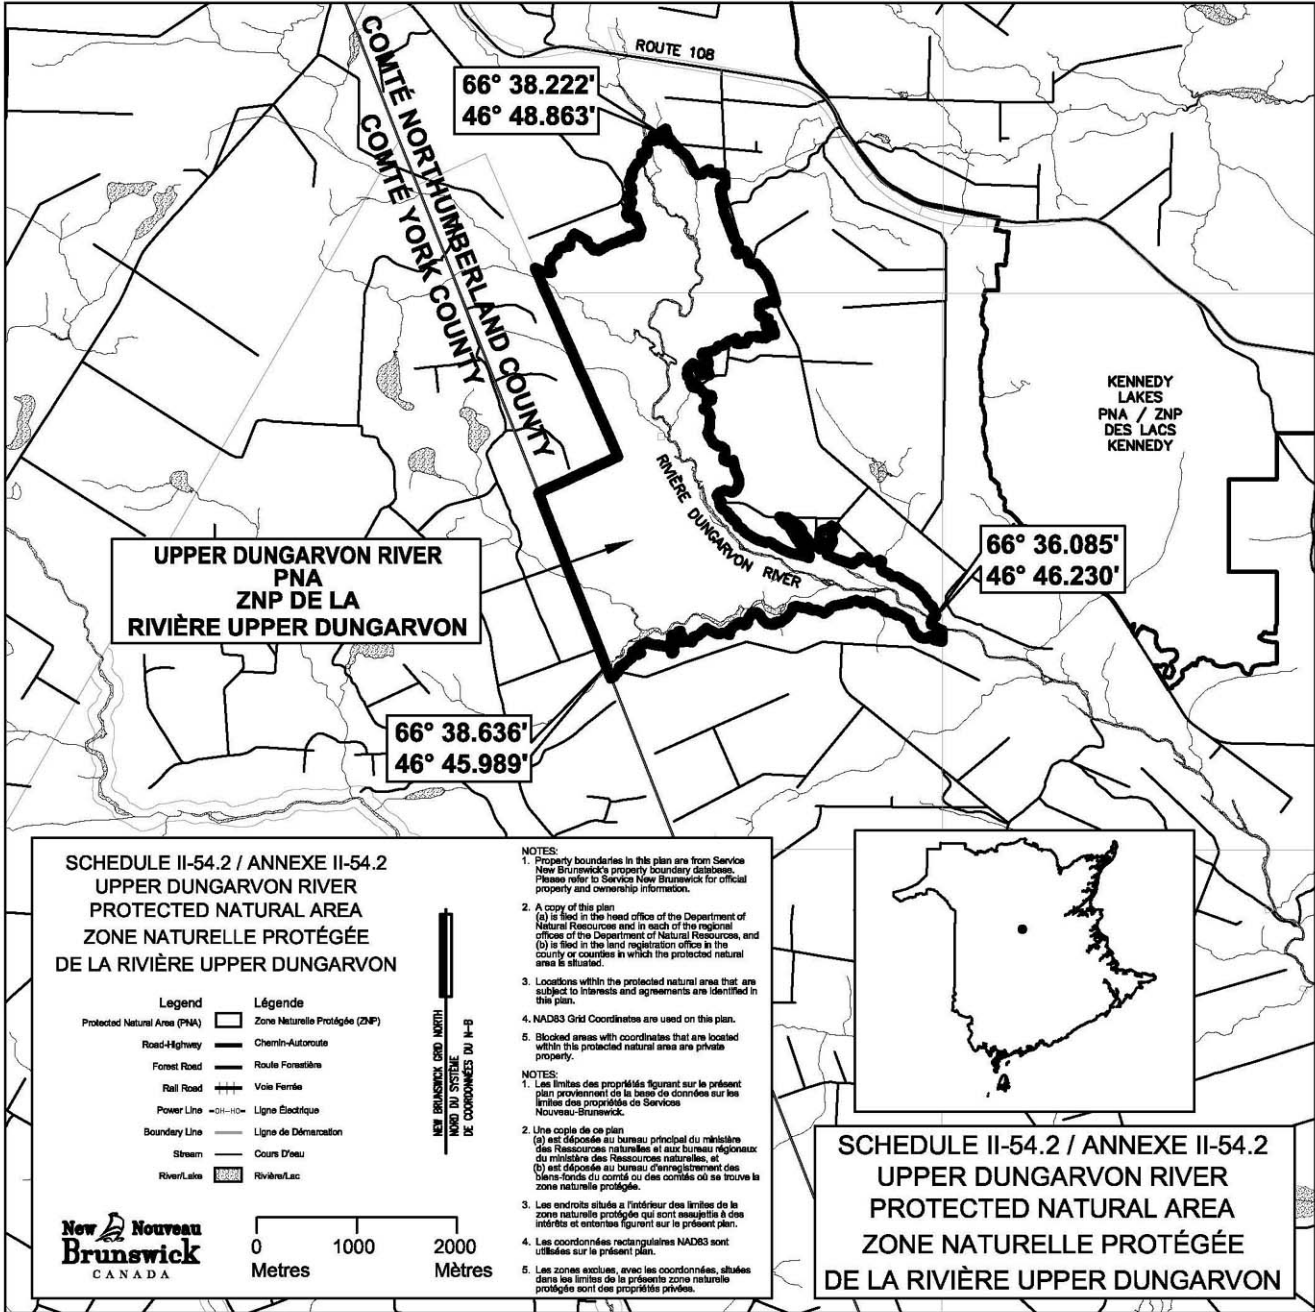 ROUTE 108
66° 38.222'
46° 48.863'
COMTÉ NORTHUMBERLAND COUNTY
COMTÉ YORK COUNTY
KENNEDY
LAKES
PNA / ZNP
DES LACS
KENNEDY
RIVIÈRE DUNGARVON RIVER
UPPER DUNGARVON RIVER
PNA
ZNP DE LA
RIVIÈRE UPPER DUNGARVON
66° 36.085'
46° 46.230'
66° 38.636'
46° 45.989'
SCHEDULE II-54.2 / ANNEXE II-54.2
UPPER DUNGARVON RIVER
PROTECTED NATURAL AREA
ZONE NATURELLE PROTÉGÉE
DE LA RIVIÈRE UPPER DUNGARVON
Legend Légende
Protected Natural Area (PNA) Zone Naturelle Protégée (ZNP)
Road-Highway Chemin-Autoroute
Forest Road Route Forestière
Rail Road Voie Ferrée
Power Line -OH-HO- Ligne Électrique
Boundary Line Ligne de Démarcation
Stream Cours D'eau
River/Lake Rivière/Lac
NEW BRUNSWICK GRID NORTH
NORD DU SYSTÈME
DE COORDONNÉES DU N-B
New Nouveau
Brunswick
CANADA
0 1000 2000
Metres Mètres
NOTES:
1. Property boundaries in this plan are from Service
New Brunswick's property boundary database.
Please refer to Service New Brunswick for official
property and ownership information.
2. A copy of this plan
(a) is filed in the head office of the Department of
Natural Resources and in each of the regional
offices of the Department of Natural Resources, and
(b) is filed in the land registration office in the
county or counties in which the protected natural
area is situated.
3. Locations within the protected natural area that are
subject to interests and agreements are identified in
this plan.
4. NAD83 Grid Coordinates are used on this plan.
5. Blocked areas with coordinates that are located
within this protected natural area are private
property.
NOTES:
1. Les limites des propriétés figurant sur le présent
plan proviennent de la base de données sur les
limites des propriétés de Services
Nouveau-Brunswick.
2. Une copie de ce plan
(a) est déposée au bureau principal du ministère
des Ressources naturelles et aux bureau régionaux
du ministère des Ressources naturelles, et
(b) est déposée au bureau d'enregistrement des
biens-fonds du comté ou des comtés où se trouve la
zone naturelle protégée.
3. Les endroits situés a l'intérieur des limites de la
zone naturelle protégée qui sont assujettis à des
intérêts et ententes figurent sur le présent plan.
4. Les coordonnées rectangulaires NAD83 sont
utilisées sur le présent plan.
5. Les zones exclues, avec les coordonnées, situées
dans les limites de la présente zone naturelle
protégée sont des propriétés privées.
SCHEDULE II-54.2 / ANNEXE II-54.2
UPPER DUNGARVON RIVER
PROTECTED NATURAL AREA
ZONE NATURELLE PROTÉGÉE
DE LA RIVIÈRE UPPER DUNGARVON